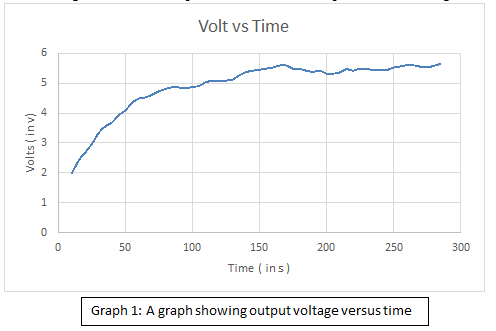 Volt vs Time
6
5
4
3
2
1
0
Volts ( in v)
0 50 100 150 200 250 300
Time ( in s )
Graph 1: A graph showing output voltage versus time